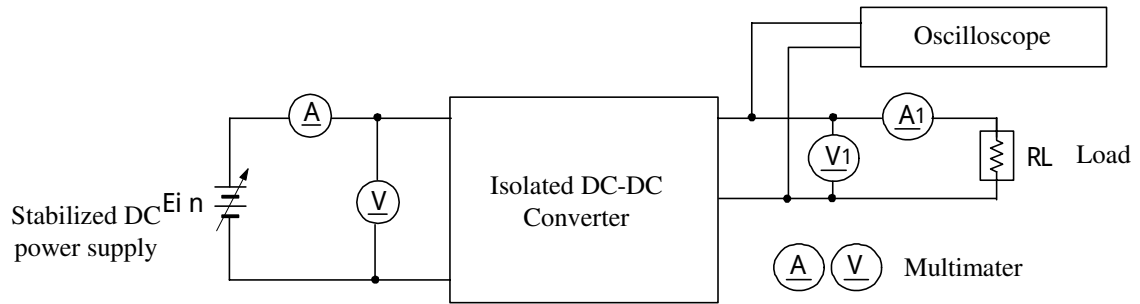 Oscilloscope
A
A1
V1
RL Load
V
Isolated DC-DC
Converter
Ei n
Stabilized DC
power supply
A V Multimater